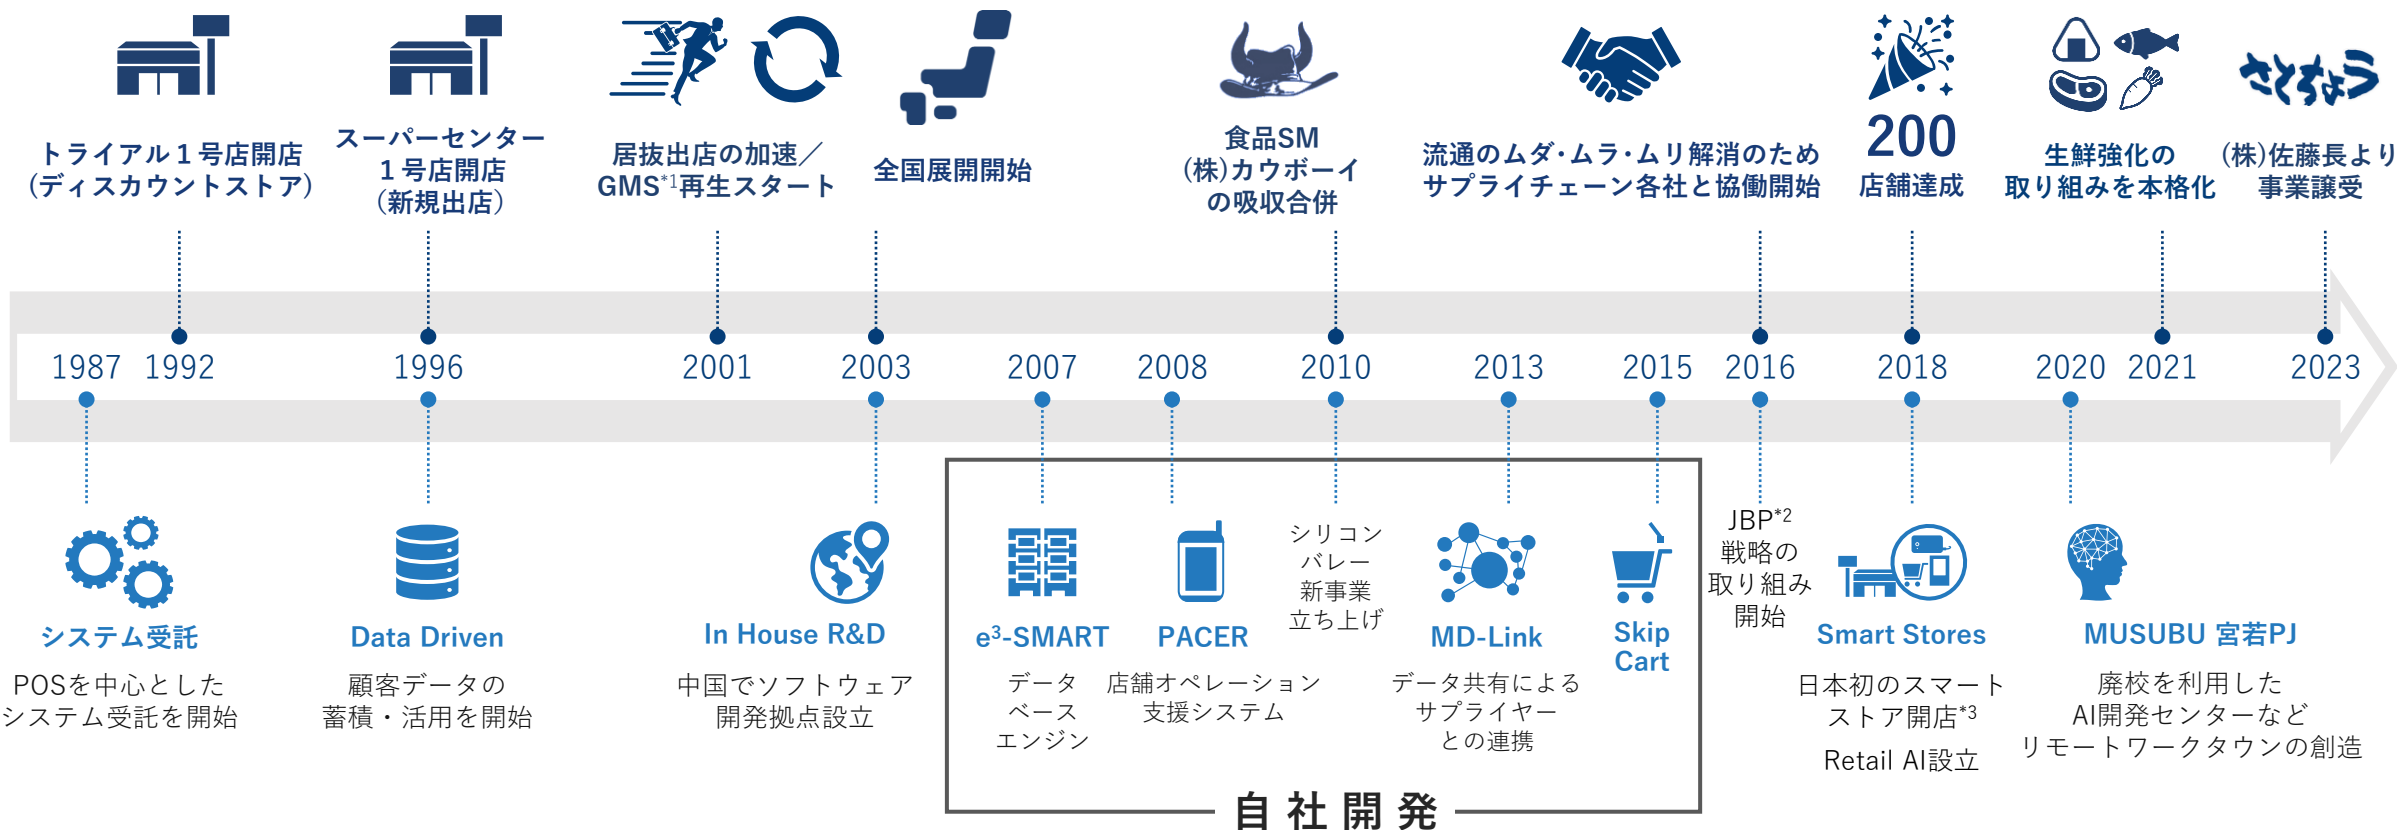 トライアル１号店開店
(ディスカウントストア)
スーパーセンター
１号店開店
(新規出店)
居抜出店の加速／
GMS*1再生スタート
全国展開開始
食品SM
(株)カウボーイ
の吸収合併
流通のムダ･ムラ･ムリ解消のため
サプライチェーン各社と協働開始
200
店舗達成
生鮮強化の
取り組みを本格化
さとちょう
(株)佐藤長より
事業譲受
1987
1992
1996
2001
2003
2007
2008
2010
2013
2015
2016
2018
2020
2021
2023
システム受託
POSを中心とした
システム受託を開始
Data Driven
顧客データの
蓄積・活用を開始
In House R&D
中国でソフトウェア
開発拠点設立
e³-SMART
データ
ベース
エンジン
PACER
店舗オペレーション
支援システム
シリコン
バレー
新事業
立ち上げ
MD-Link
データ共有による
サプライヤー
との連携
Skip
Cart
自社開発
JBP*2
戦略の
取り組み
開始
Smart Stores
日本初のスマート
ストア開店*3
Retail AI設立
MUSUBU 宮若PJ
廃校を利用した
AI開発センターなど
リモートワークタウンの創造